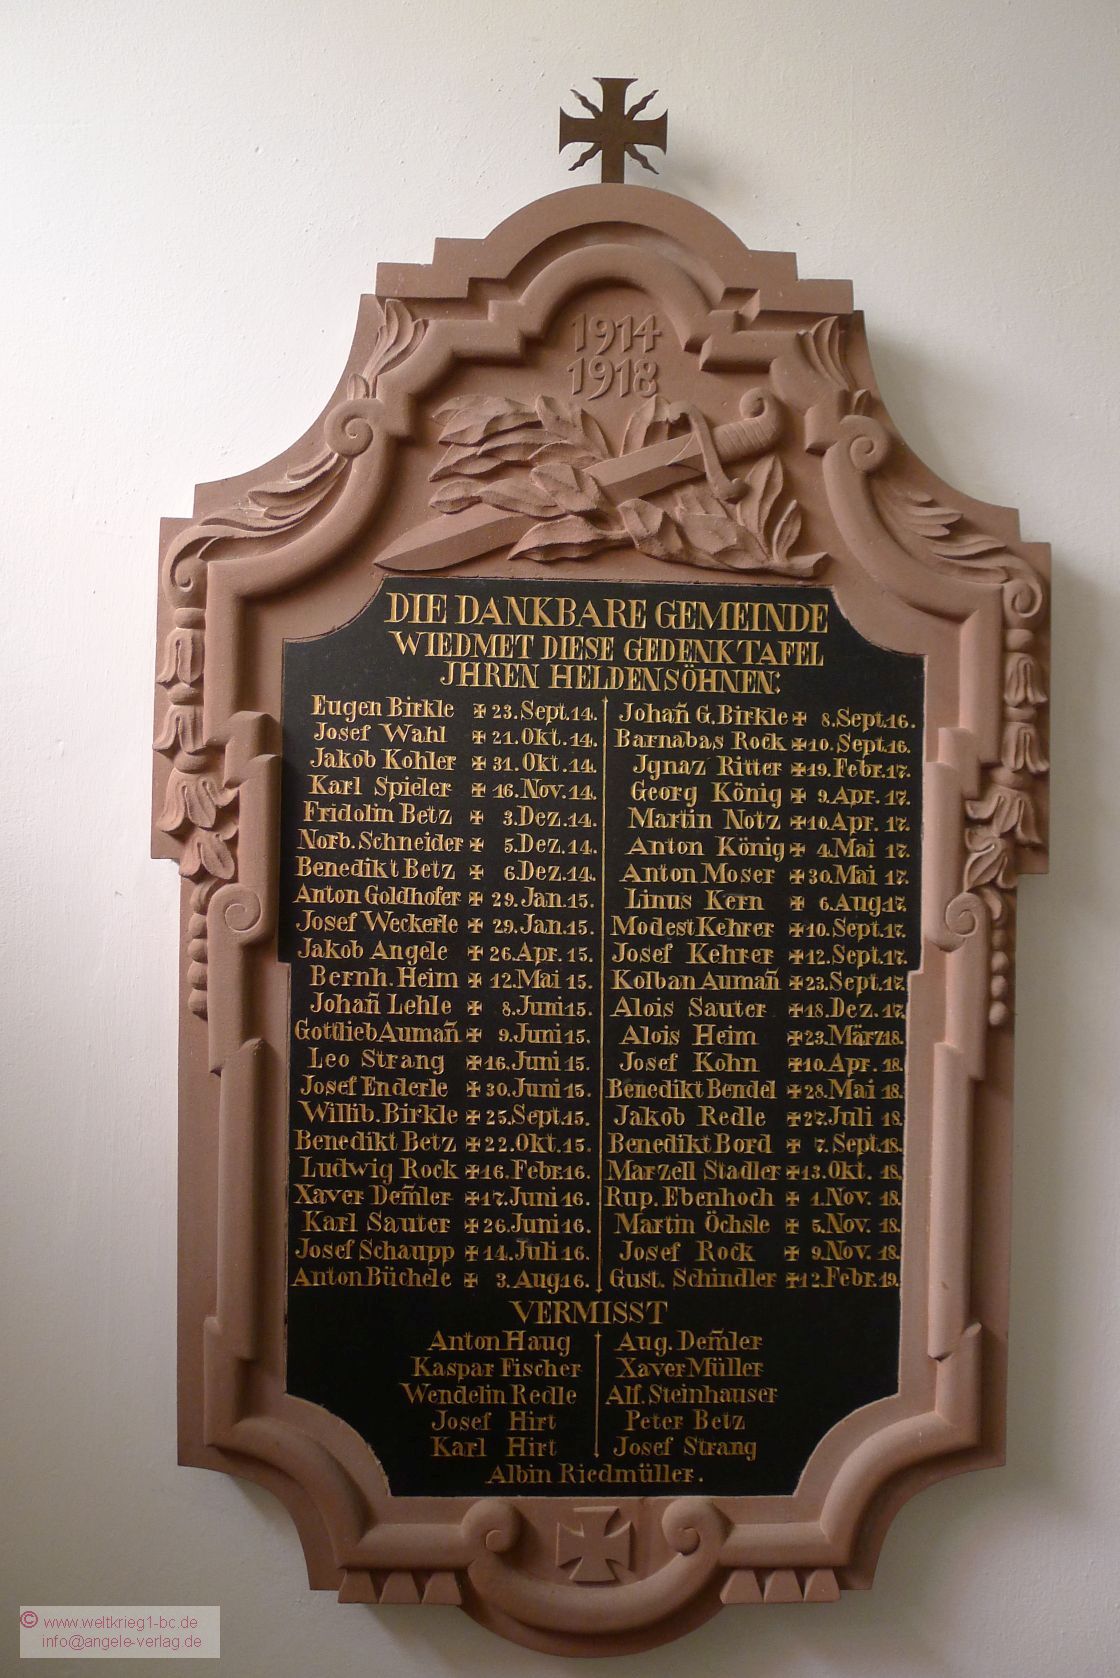 1914
1918
DIE DANKBARE GEMEINDE
WIEDMET DIESE GEDENKTAFEL
JHREN HELDENSÖHNEN:
Eugen Birkle ✠ 23. Sept. 14.
Josef Wahl ✠ 21. Okt. 14.
Jakob Kohler ✠ 31. Okt. 14.
Karl Spieler ✠ 16. Nov. 14.
Fridolin Betz ✠ 3. Dez. 14.
Norb. Schneider ✠ 5. Dez. 14.
Benedikt Betz ✠ 6. Dez. 14.
Anton Goldhofer ✠ 29. Jan. 15.
Josef Weckerle ✠ 29. Jan. 15.
Jakob Angele ✠ 26. Apr. 15.
Bernh. Heim ✠ 12. Mai 15.
Johan̄ Lehle ✠ 8. Juni 15.
Gottlieb Auman̄ ✠ 9. Juni 15.
Leo Strang ✠ 16. Juni 15.
Josef Enderle ✠ 30. Juni 15.
Willib. Birkle ✠ 25. Sept. 15.
Benedikt Betz ✠ 22. Okt. 15.
Ludwig Rock ✠ 16. Febr. 16.
Xaver Dem̄ler ✠ 17. Juni 16.
Karl Sauter ✠ 26. Juni 16.
Josef Schaupp ✠ 14. Juli 16.
Anton Büchele ✠ 3. Aug 16.
Johan̄ G. Birkle ✠ 8. Sept. 16.
Barnabas Rock ✠ 10. Sept. 16.
Jgnaz Ritter ✠ 19. Febr. 17.
Georg König ✠ 9. Apr. 17.
Martin Notz ✠ 10. Apr. 17.
Anton König ✠ 4. Mai 17.
Anton Moser ✠ 30. Mai 17.
Linus Kern ✠ 6. Aug 17.
Modest Kehrer ✠ 10. Sept. 17.
Josef Kehrer ✠ 12. Sept. 17.
Kolban Auman̄ ✠ 23. Sept. 17.
Alois Sauter ✠ 18. Dez. 17.
Alois Heim ✠ 23. März 18.
Josef Kohn ✠ 10. Apr. 18.
Benedikt Bendel ✠ 28. Mai 18.
Jakob Redle ✠ 27. Juli 18.
Benedikt Bord ✠ 7. Sept. 18.
Marzell Stadler ✠ 13. Okt. 18.
Rup. Ebenhoch ✠ 1. Nov. 18.
Martin Öchsle ✠ 5. Nov. 18.
Josef Rock ✠ 9. Nov. 18.
Gust. Schindler ✠ 12. Febr. 19.
VERMISST
Anton Haug
Kaspar Fischer
Wendelin Redle
Josef Hirt
Karl Hirt
Aug. Dem̄ler
Xaver Müller
Alf. Steinhauser
Peter Betz
Josef Strang
Albin Riedmüller.
© www.weltkrieg1-bc.de
info@angele-verlag.de